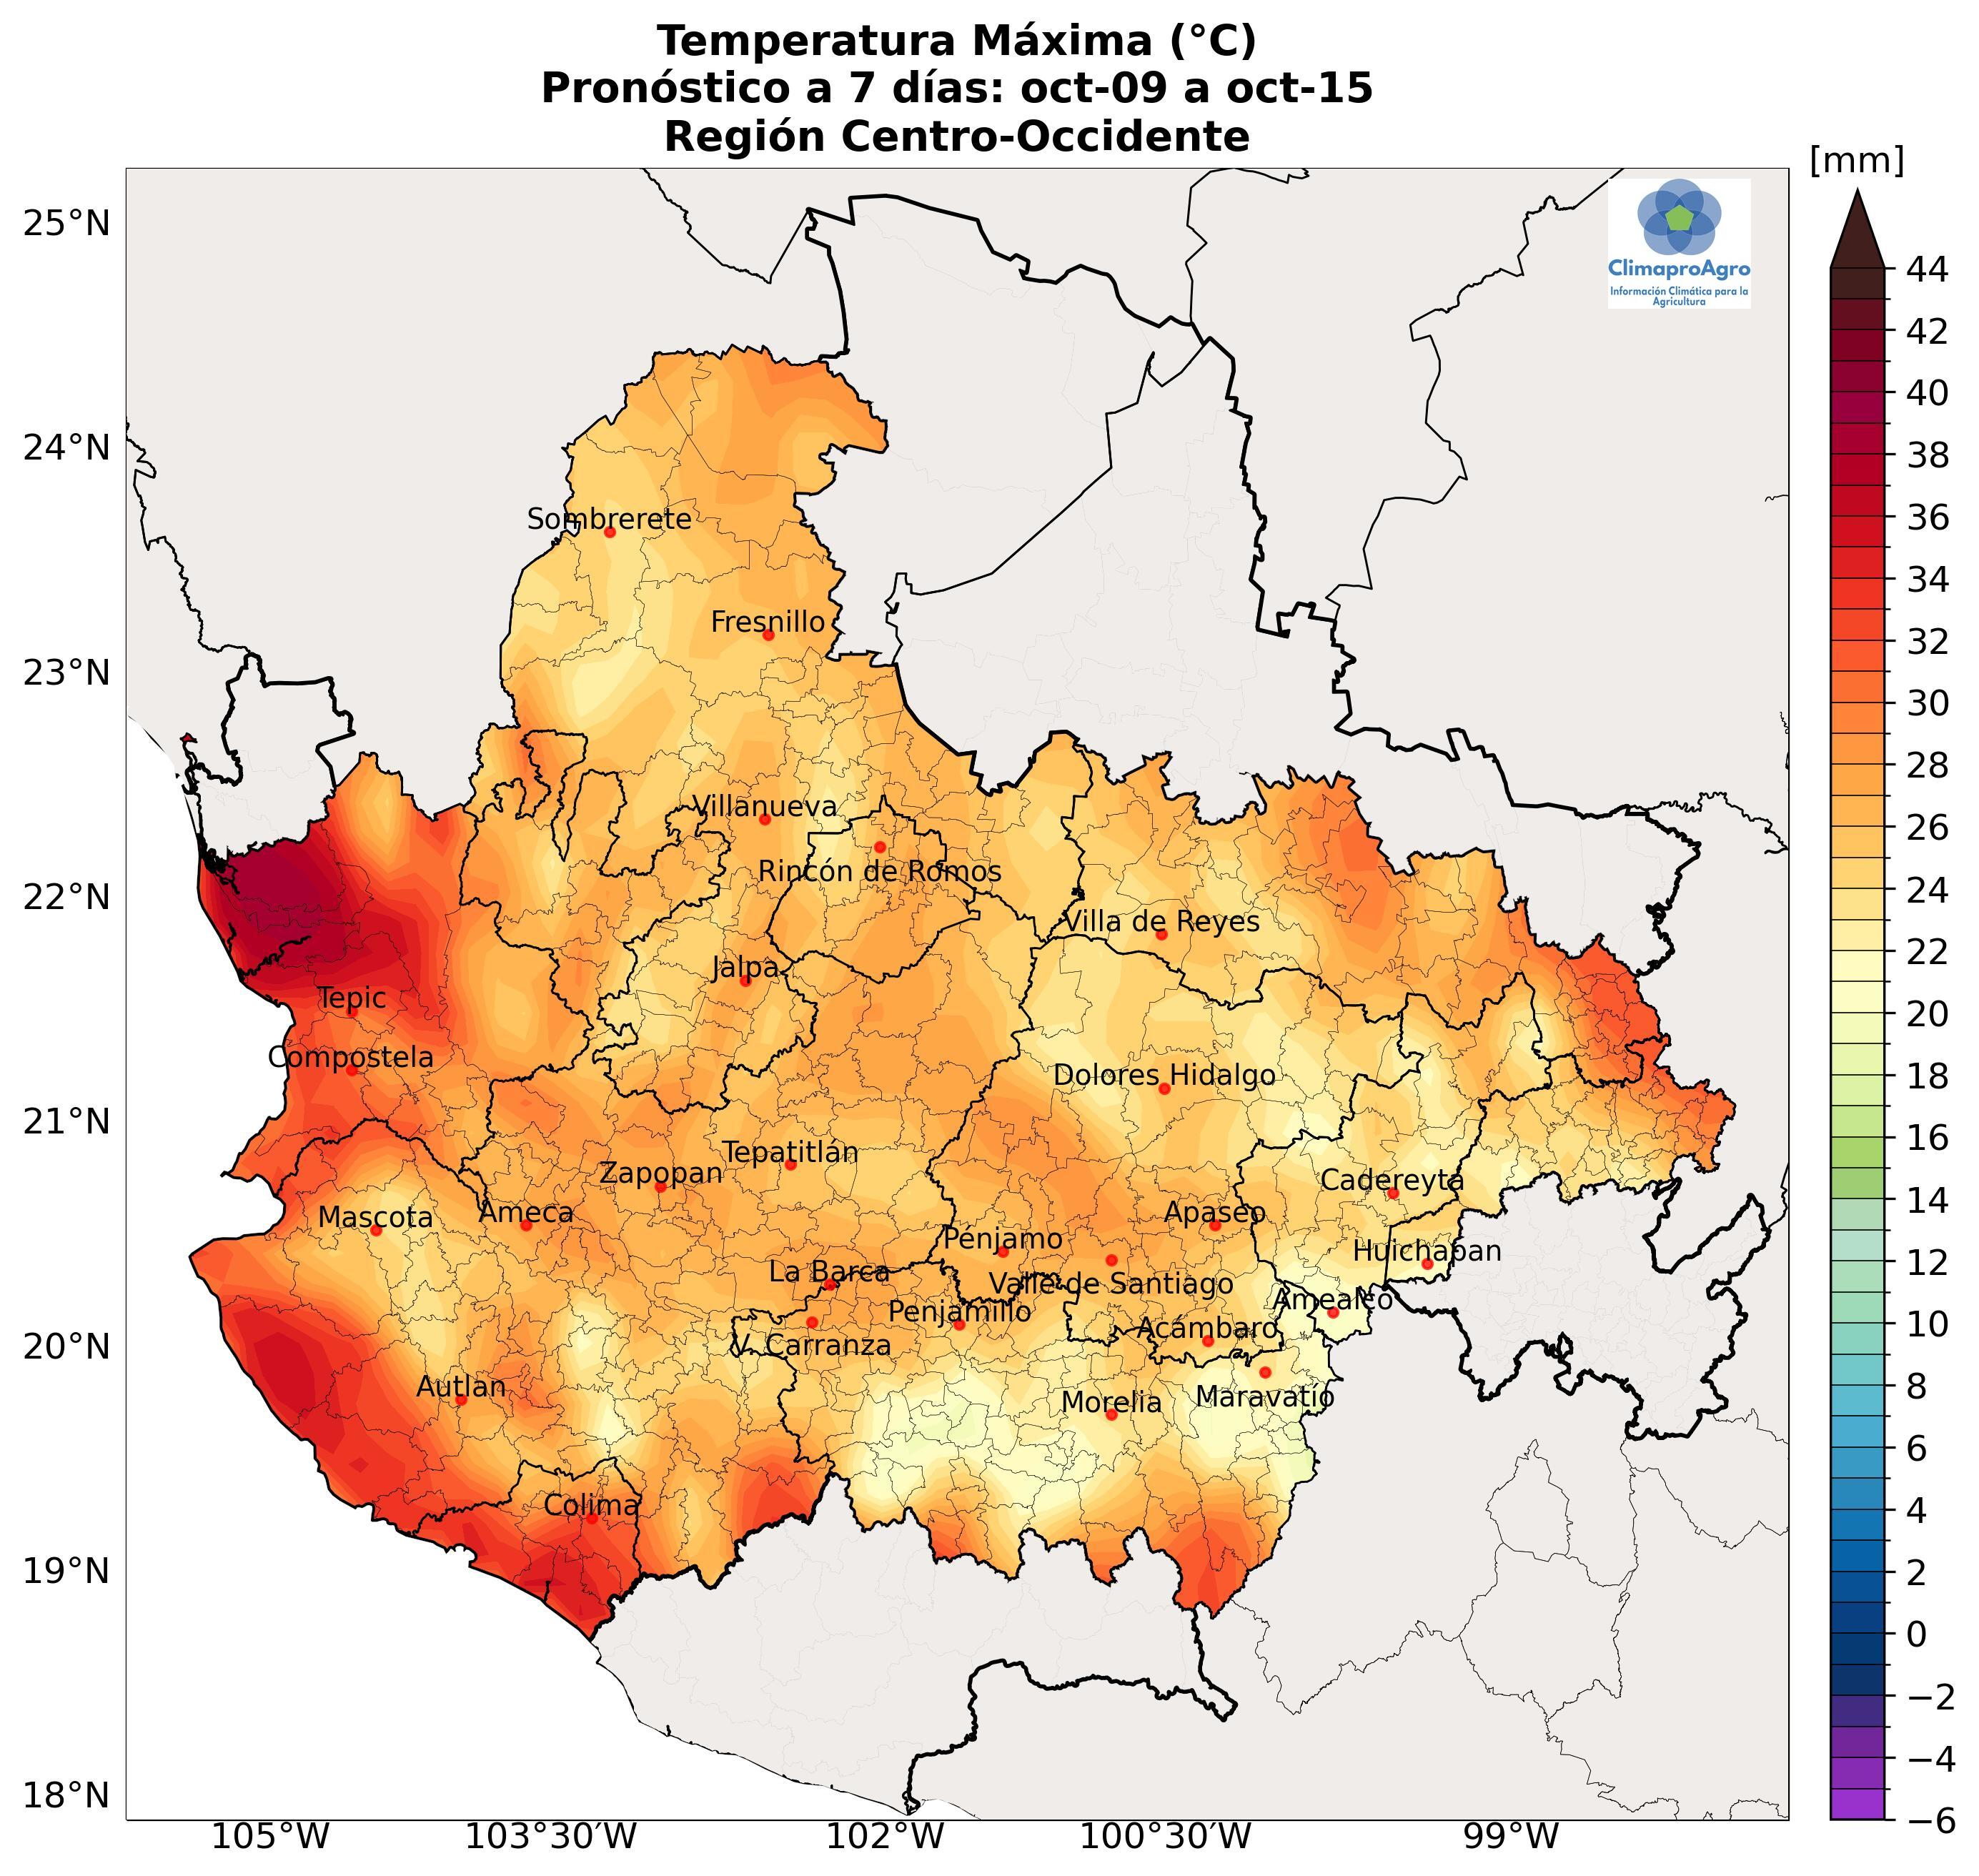 Temperatura Máxima (°C)
Pronóstico a 7 días: oct-09 a oct-15
Región Centro-Occidente
[mm]
25°N
24°N
23°N
22°N
21°N
20°N
19°N
18°N
ClimaproAgro
Información Climática para la
Agricultura
Sombrerete
Fresnillo
Villanueva
Rincón de Romos
Villa de Reyes
Jalpa
Tepic
Compostela
Dolores Hidalgo
Tepatitlán
Zapopan
Cadereyta
Mascota
Ameca
Apaseo
Pénjamo
Huichapan
La Barca
Valle de Santiago
Amealco
Penjamillo
Acámbaro
V. Carranza
Autlan
Morelia
Maravatío
Colima
44
42
40
38
36
34
32
30
28
26
24
22
20
18
16
14
12
10
8
6
4
2
0
−2
−4
−6
105°W
103°30′W
102°W
100°30′W
99°W